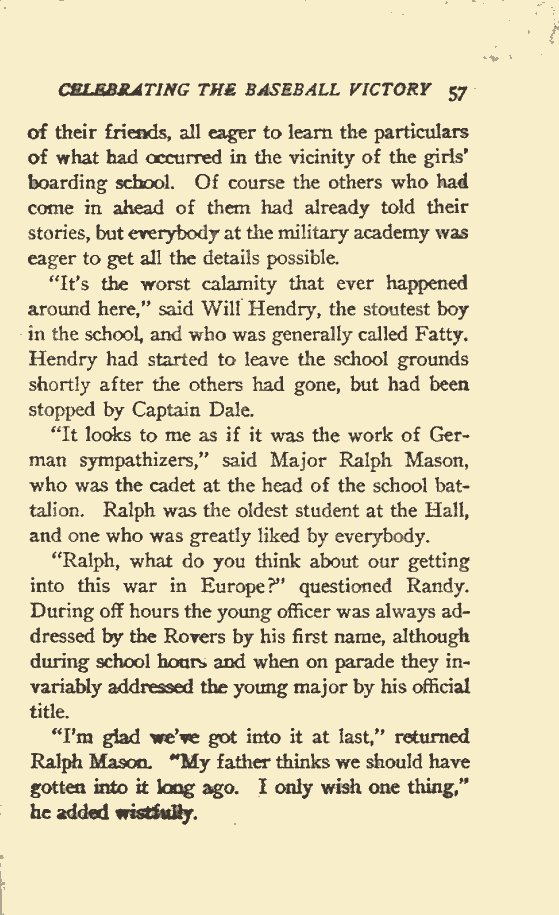 CELEBRATING THE BASEBALL VICTORY 57
of their friends, all eager to learn the particulars
of what had occurred in the vicinity of the girls'
boarding school. Of course the others who had
come in ahead of them had already told their
stories, but everybody at the military academy was
eager to get all the details possible.
"It's the worst calamity that ever happened
around here," said Will Hendry, the stoutest boy
in the school, and who was generally called Fatty.
Hendry had started to leave the school grounds
shortly after the others had gone, but had been
stopped by Captain Dale.
"It looks to me as if it was the work of Ger-
man sympathizers," said Major Ralph Mason,
who was the cadet at the head of the school bat-
talion. Ralph was the oldest student at the Hall,
and one who was greatly liked by everybody.
"Ralph, what do you think about our getting
into this war in Europe?" questioned Randy.
During off hours the young officer was always ad-
dressed by the Rovers by his first name, although
during school hours and when on parade they in-
variably addressed the young major by his official
title.
"I'm glad we've got into it at last," returned
Ralph Mason. "My father thinks we should have
gotten into it long ago. I only wish one thing,"
he added wistfully.